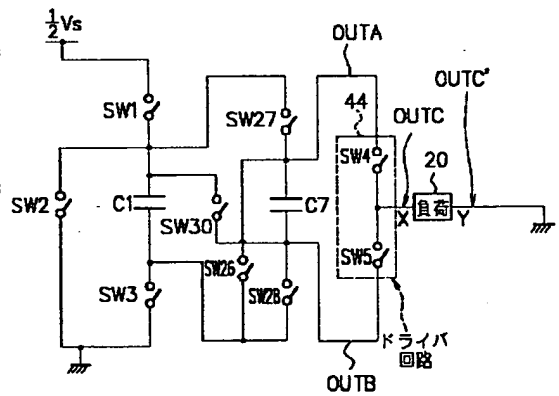 ½Vs
OUTA
44
OUTC
OUTC'
SW1
SW27
SW4
20
SW2
C1
SW30
C7
X
負荷
Y
SW26
SW28
SW5
SW3
ドライバ
回路
OUTB